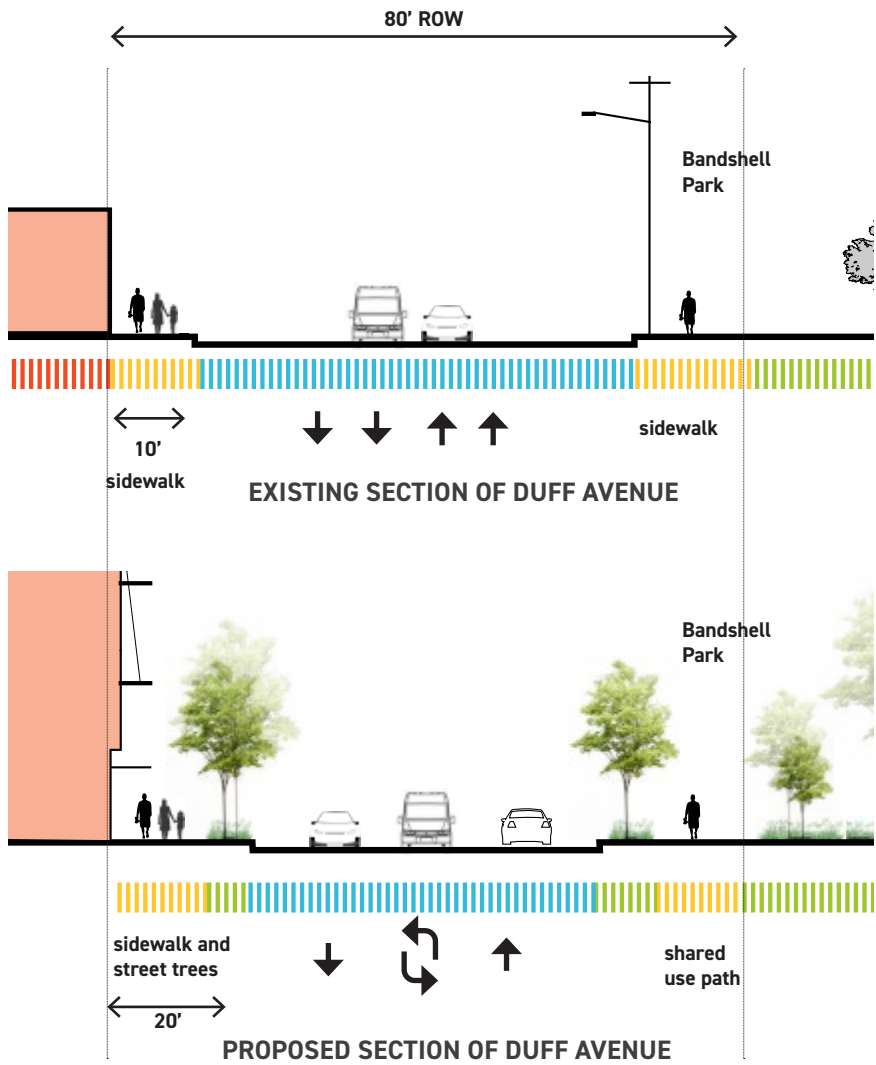 80' ROW
Bandshell
Park
10'
sidewalk
sidewalk
EXISTING SECTION OF DUFF AVENUE
Bandshell
Park
sidewalk and
street trees
shared
use path
20'
PROPOSED SECTION OF DUFF AVENUE